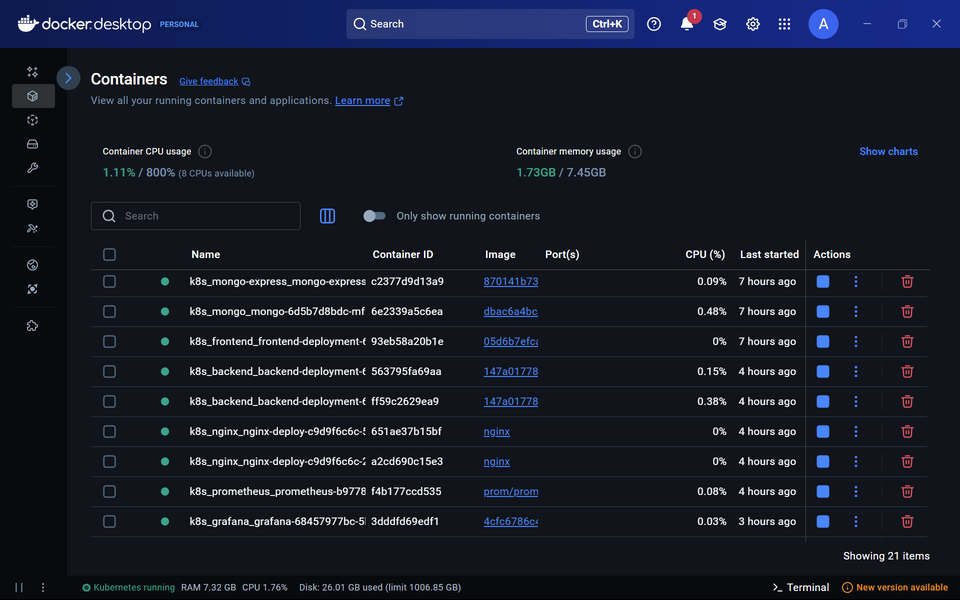 docker.desktop PERSONAL Search Ctrl+K 1 A
Containers Give feedback
View all your running containers and applications. Learn more
Container CPU usage Container memory usage Show charts
1.11% / 800% (8 CPUs available) 1.73GB / 7.45GB
Search Only show running containers
Name Container ID Image Port(s) CPU (%) Last started Actions
k8s_mongo-express_mongo-express c2377d9d13a9 870141b73 0.09% 7 hours ago
k8s_mongo_mongo-6d5b7d8bdc-mf 6e2339a5c6ea dbac6a4bc 0.48% 7 hours ago
k8s_frontend_frontend-deployment-6 93eb58a20b1e 05d6b7efca 0% 7 hours ago
k8s_backend_backend-deployment-6 563795fa69aa 147a01778 0.15% 4 hours ago
k8s_backend_backend-deployment-6 ff59c2629ea9 147a01778 0.38% 4 hours ago
k8s_nginx_nginx-deploy-c9d9f6c6c-5 651ae37b15bf nginx 0% 4 hours ago
k8s_nginx_nginx-deploy-c9d9f6c6c-2 a2cd690c15e3 nginx 0% 4 hours ago
k8s_prometheus_prometheus-b9778 f4b177ccd535 prom/prom 0.08% 4 hours ago
k8s_grafana_grafana-68457977bc-5 3dddfd69edf1 4cfc6786c4 0.03% 3 hours ago
Showing 21 items
Kubernetes running RAM 7.32 GB CPU 1.76% Disk: 26.01 GB used (limit 1006.85 GB) >_ Terminal New version available